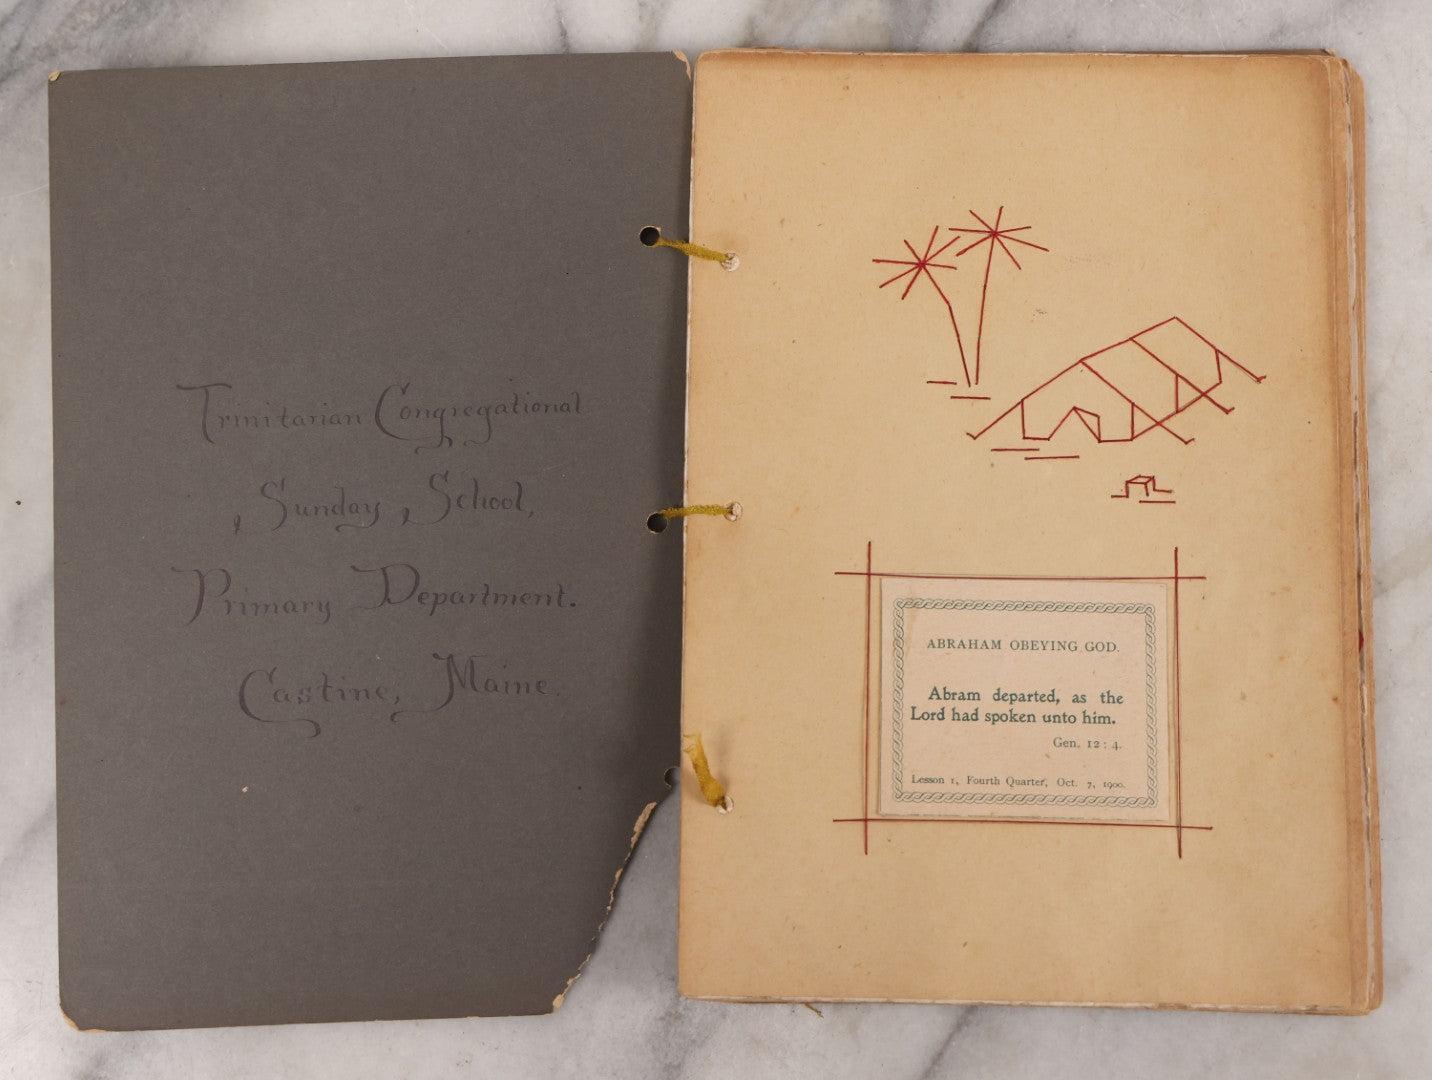 Trinitarian Congregational
Sunday School,
Primary Department.
Castine, Maine.
ABRAHAM OBEYING GOD.
Abram departed, as the
Lord had spoken unto him.
Gen. 12 : 4.
Lesson 1, Fourth Quarter, Oct. 7, 1900.